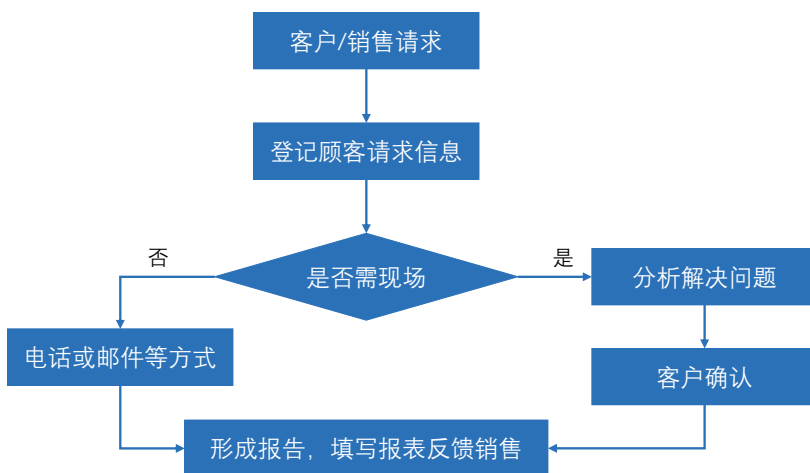 客户/销售请求
登记顾客请求信息
否
是否需现场
是
分析解决问题
电话或邮件等方式
客户确认
形成报告，填写报表反馈销售